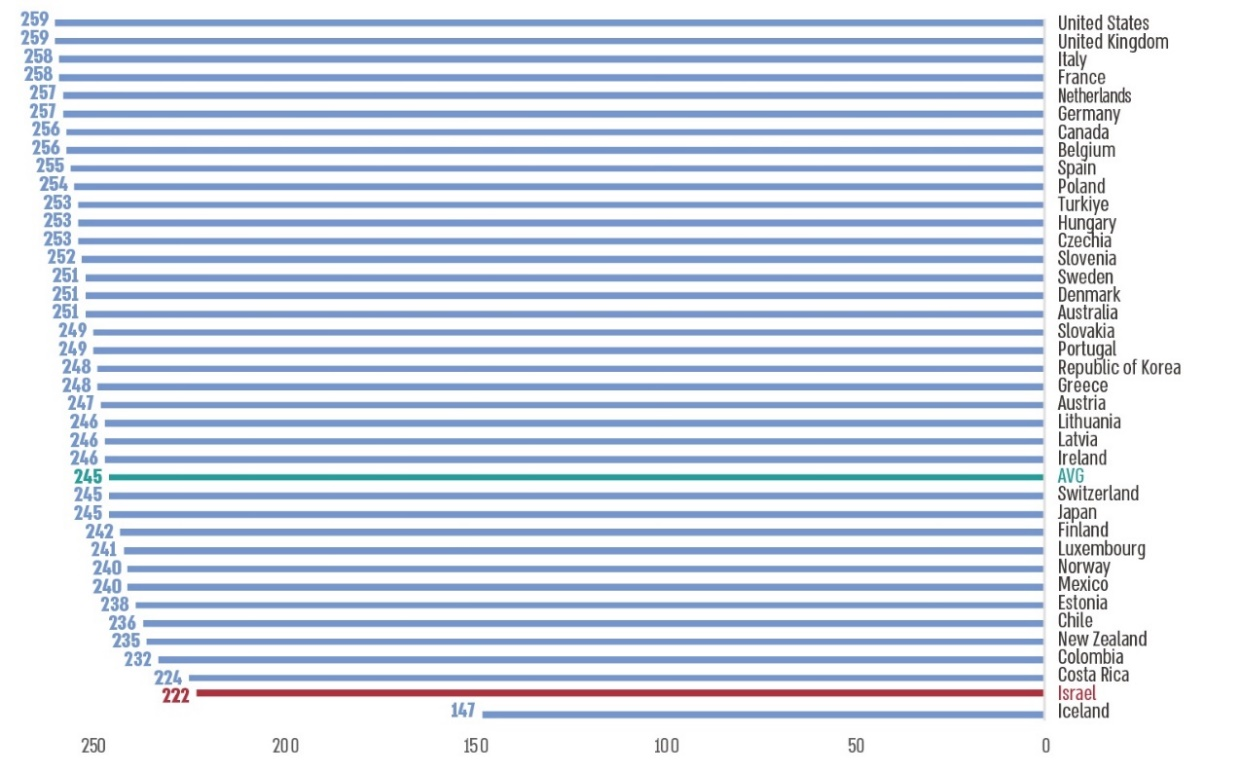 259 United States
259 United Kingdom
258 Italy
258 France
257 Netherlands
257 Germany
256 Canada
256 Belgium
255 Spain
254 Poland
253 Turkiye
253 Hungary
253 Czechia
252 Slovenia
251 Sweden
251 Denmark
251 Australia
249 Slovakia
249 Portugal
248 Republic of Korea
248 Greece
247 Austria
246 Lithuania
246 Latvia
246 Ireland
245 AVG
245 Switzerland
245 Japan
242 Finland
241 Luxembourg
240 Norway
240 Mexico
238 Estonia
236 Chile
235 New Zealand
232 Colombia
224 Costa Rica
222 Israel
147 Iceland
250 200 150 100 50 0